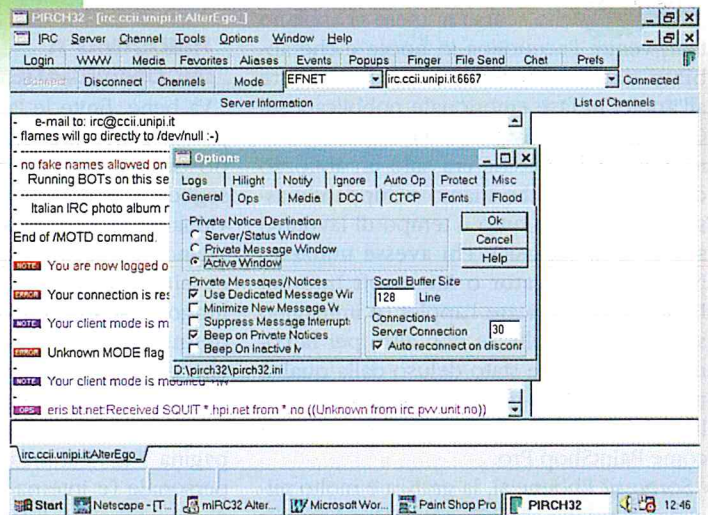 PIRCH32 - [irc.ccii.unipi.it:AlterEgo_]
IRC Server Channel Tools Options Window Help
Login WWW Media Favorites Aliases Events Popups Finger File Send Chat Prefs
Connect Disconnect Channels Mode EFNET irc.ccii.unipi.it:6667 Connected
Server Information List of Channels
- e-mail to: irc@ccii.unipi.it
- flames will go directly to /dev/null :-)
- no fake names allowed on
- Running BOTs on this se
- Italian IRC photo album r
End of /MOTD command.
-
NOTE: You are now logged o
-
ERROR Your connection is res
-
NOTE: Your client mode is m
-
ERROR Unknown MODE flag
-
NOTE: Your client mode is modified +iw
-
OPS: eris.bt.net:Received SQUIT *.hpi.net from * no ((Unknown from irc.pvv.unit.no))
Options
Logs Hilight Notify Ignore Auto Op Protect Misc
General Ops Media DCC CTCP Fonts Flood
Private Notice Destination
Server/Status Window
Private Message Window
Active Window
Ok
Cancel
Help
Private Messages/Notices
Use Dedicated Message Wir
Minimize New Message W
Suppress Message Interrupt:
Beep on Private Notices
Beep On Inactive
Scroll Buffer Size
128 Line
Connections
Server Connection 30
Auto reconnect on disconr
D:\pirch32\pirch32.ini
irc.ccii.unipi.it:AlterEgo_
Start Netscape - [T... mIRC32 Alter... Microsoft Wor... Paint Shop Pro PIRCH32 12:46